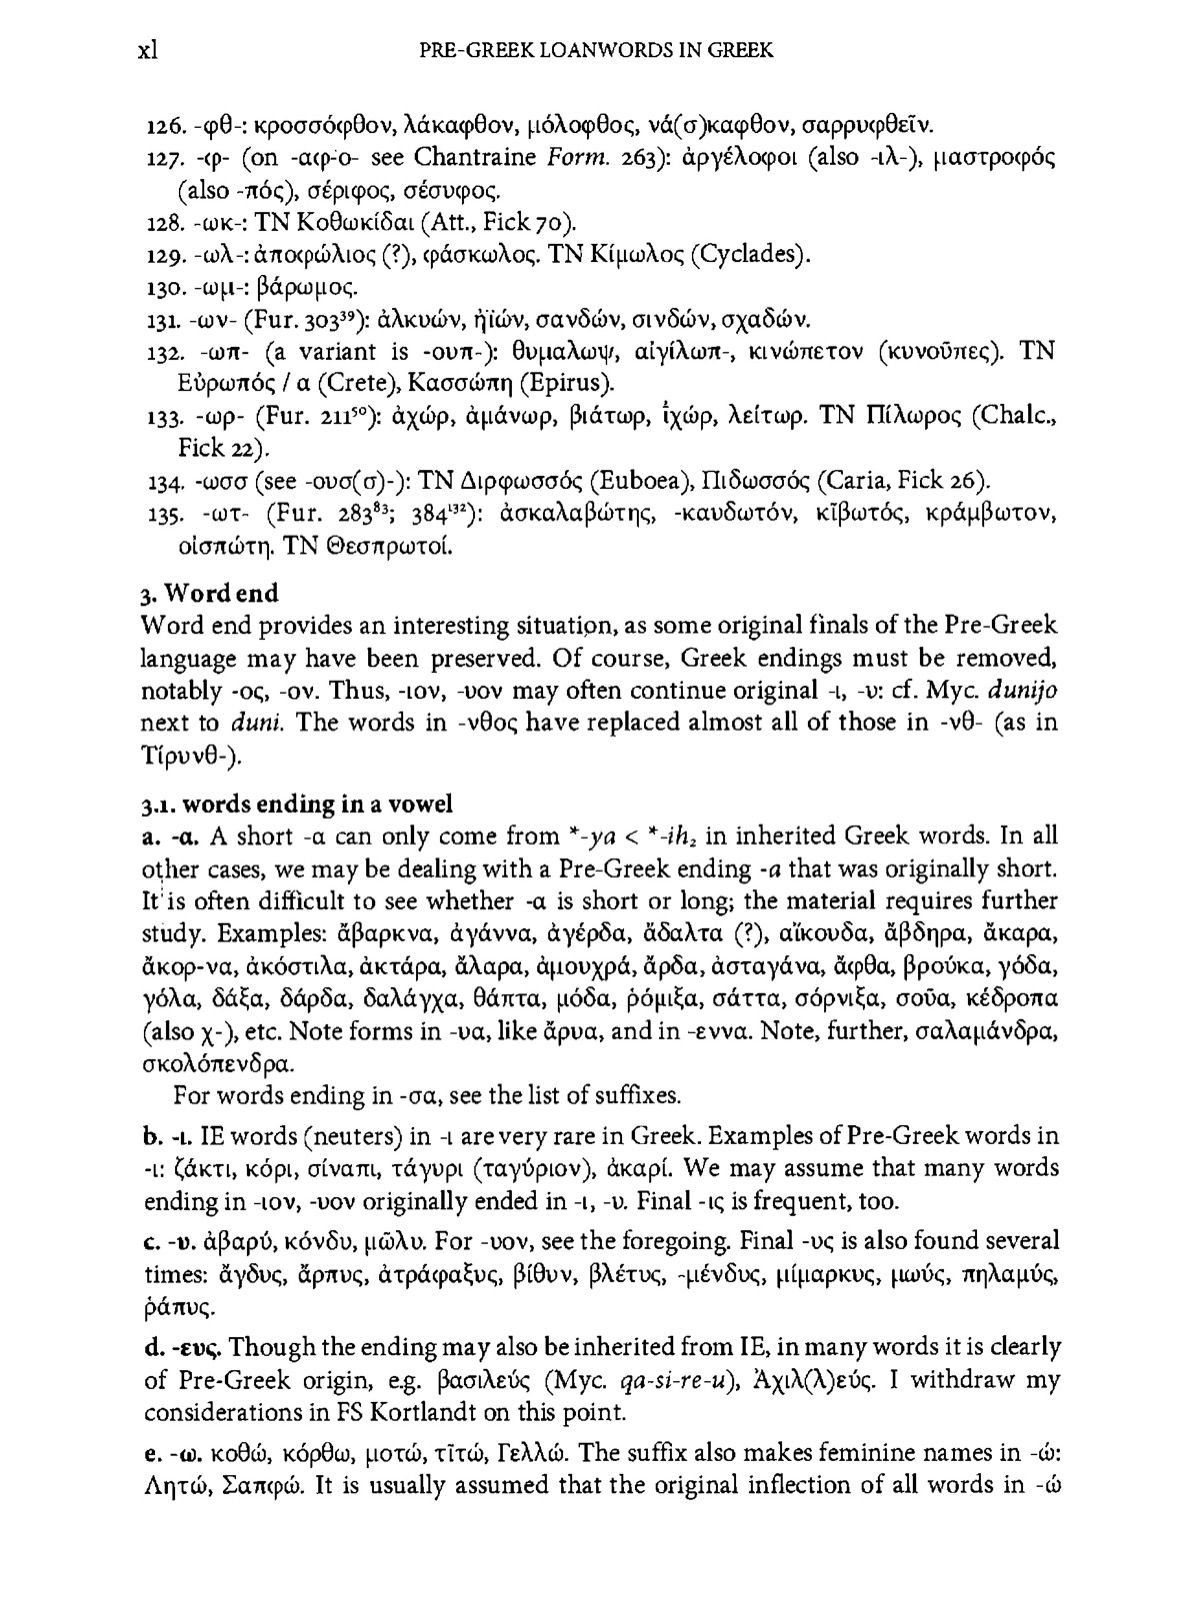 xl
PRE-GREEK LOANWORDS IN GREEK
126. -φθ-: κροσσόφθον, λάκαφθον, μόλοφθος, νά(σ)καφθον, σαρρυφθεῖν.
127. -φ- (on -αφ-ο- see Chantraine Form. 263): ἀργέλοφοι (also -ιλ-), μαστροφός
(also -πός), σέριφος, σέσυφος.
128. -ωκ-: TN Κοθωκίδαι (Att., Fick 70).
129. -ωλ-: ἀποφώλιος (?), φάσκωλος. TN Κίμωλος (Cyclades).
130. -ωμ-: βάρωμος.
131. -ων- (Fur. 303³⁹): ἀλκυών, ἠϊών, σανδών, σινδών, σχαδών.
132. -ωπ- (a variant is -ουπ-): θυμαλωψ, αἰγίλωπ-, κινώπετον (κυνοῦπες). TN
Εὐρωπός / α (Crete), Κασσώπη (Epirus).
133. -ωρ- (Fur. 211⁵⁰): ἀχώρ, ἀμάνωρ, βιάτωρ, ἰχώρ, λείτωρ. TN Πίλωρος (Chalc.,
Fick 22).
134. -ωσσ (see -ουσ(σ)-): TN Διρφωσσός (Euboea), Πιδωσσός (Caria, Fick 26).
135. -ωτ- (Fur. 283⁸³; 384¹³²): ἀσκαλαβώτης, -καυδωτόν, κῑβωτός, κράμβωτον,
οἰσπώτη. TN Θεσπρωτοί.
3. Word end
Word end provides an interesting situation, as some original finals of the Pre-Greek
language may have been preserved. Of course, Greek endings must be removed,
notably -ος, -ον. Thus, -ιον, -υον may often continue original -ι, -υ: cf. Myc. dunijo
next to duni. The words in -νθος have replaced almost all of those in -νθ- (as in
Τίρυνθ-).
3.1. words ending in a vowel
a. -α. A short -α can only come from *-ya < *-ih₂ in inherited Greek words. In all
other cases, we may be dealing with a Pre-Greek ending -a that was originally short.
It is often difficult to see whether -α is short or long; the material requires further
study. Examples: ἄβαρκνα, ἀγάννα, ἀγέρδα, ἄδαλτα (?), αἴκουδα, ἄβδηρα, ἄκαρα,
ἄκορ-να, ἀκόστιλα, ἀκτάρα, ἄλαρα, ἀμουχρά, ἄρδα, ἀσταγάνα, ἄφθα, βρούκα, γόδα,
γόλα, δάξα, δάρδα, δαλάγχα, θάπτα, μόδα, ῥόμιξα, σάττα, σόρνιξα, σοῦα, κέδροπα
(also χ-), etc. Note forms in -υα, like ἄρυα, and in -εννα. Note, further, σαλαμάνδρα,
σκολόπενδρα.
For words ending in -σα, see the list of suffixes.
b. -ι. IE words (neuters) in -ι are very rare in Greek. Examples of Pre-Greek words in
-ι: ζάκτι, κόρι, σίναπι, τάγυρι (ταγύριον), ἀκαρί. We may assume that many words
ending in -ιον, -υον originally ended in -ι, -υ. Final -ις is frequent, too.
c. -υ. ἀβαρύ, κόνδυ, μῶλυ. For -υον, see the foregoing. Final -υς is also found several
times: ἄγδυς, ἄρπυς, ἀτράφαξυς, βίθυν, βλέτυς, -μένδυς, μίμαρκυς, μωύς, πηλαμύς,
ῥάπυς.
d. -ευς. Though the ending may also be inherited from IE, in many words it is clearly
of Pre-Greek origin, e.g. βασιλεύς (Myc. qa-si-re-u), Ἀχιλ(λ)εύς. I withdraw my
considerations in FS Kortlandt on this point.
e. -ω. κοθώ, κόρθω, μοτώ, τῑτώ, Γελλώ. The suffix also makes feminine names in -ώ:
Λητώ, Σαπφώ. It is usually assumed that the original inflection of all words in -ώ